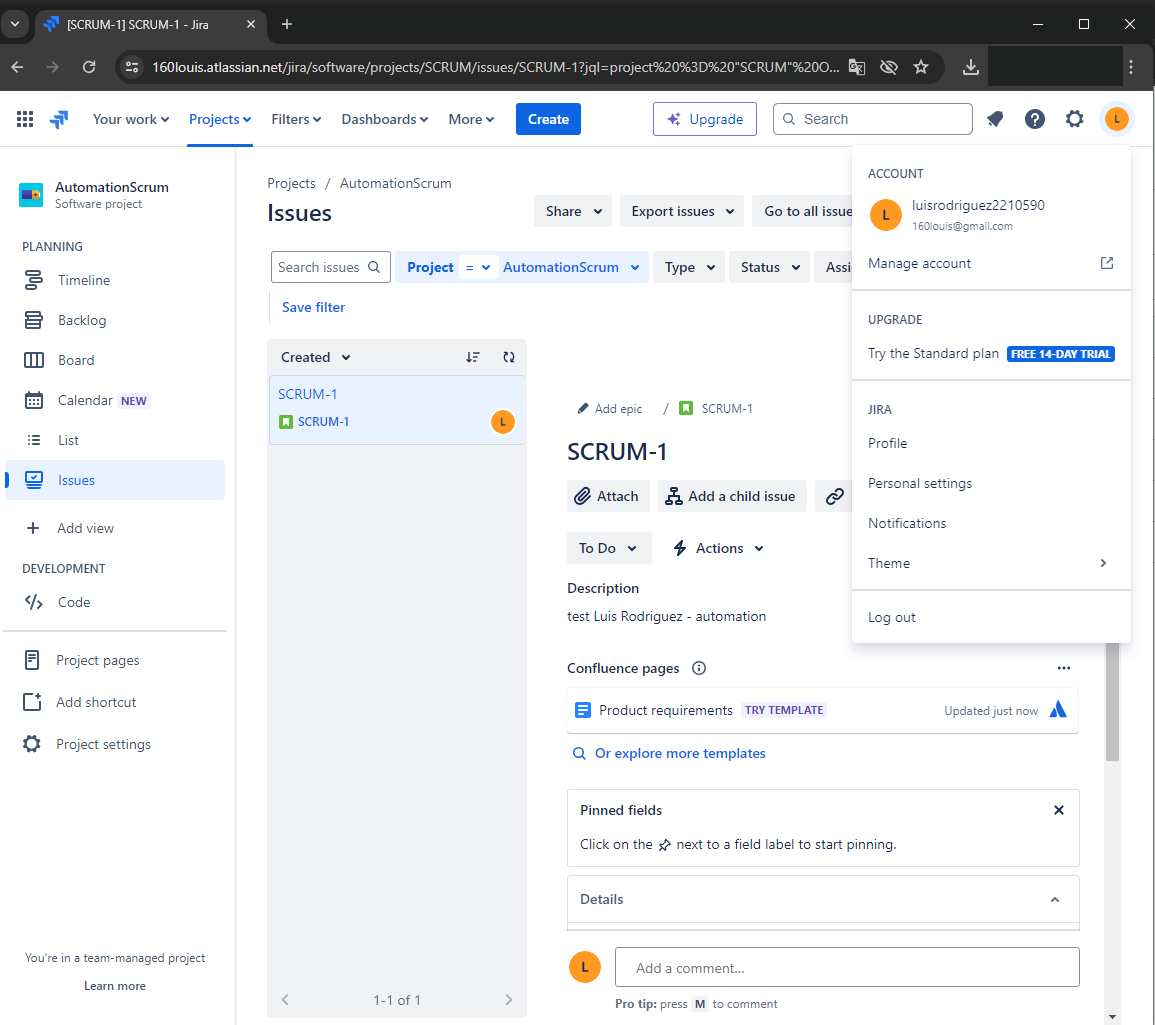 [SCRUM-1] SCRUM-1 - Jira
160louis.atlassian.net/jira/software/projects/SCRUM/issues/SCRUM-1?jql=project%20%3D%20"SCRUM"%20O...
Your work Projects Filters Dashboards More Create Upgrade Search L
AutomationScrum
Software project
PLANNING
Timeline
Backlog
Board
Calendar NEW
List
Issues
Add view
DEVELOPMENT
Code
Project pages
Add shortcut
Project settings
You're in a team-managed project
Learn more
Projects / AutomationScrum
Issues
Share Export issues Go to all issue
Search issues Project = AutomationScrum Type Status Assi
Save filter
Created
SCRUM-1
SCRUM-1 L
1-1 of 1
Add epic / SCRUM-1
SCRUM-1
Attach Add a child issue
To Do Actions
Description
test Luis Rodriguez - automation
Confluence pages
Product requirements TRY TEMPLATE Updated just now
Or explore more templates
Pinned fields
Click on the next to a field label to start pinning.
Details
L Add a comment...
Pro tip: press M to comment
ACCOUNT
L luisrodriguez2210590
160louis@gmail.com
Manage account
UPGRADE
Try the Standard plan FREE 14-DAY TRIAL
JIRA
Profile
Personal settings
Notifications
Theme
Log out